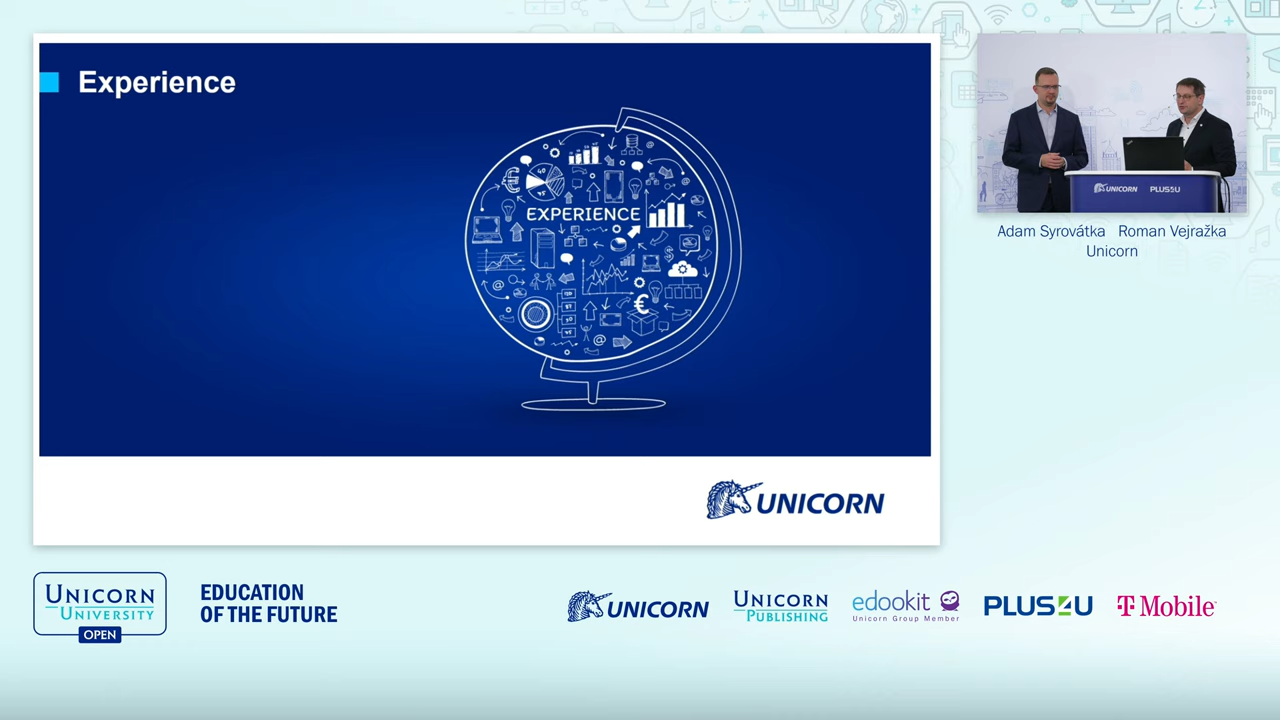 Experience
EXPERIENCE
UNICORN
UNICORN PLUS4U
Adam Syrovátka Roman Vejražka
Unicorn
UNICORN
UNIVERSITY
OPEN
EDUCATION
OF THE FUTURE
UNICORN
UNICORN
PUBLISHING
edookit
Unicorn Group Member
PLUS4U
T Mobile